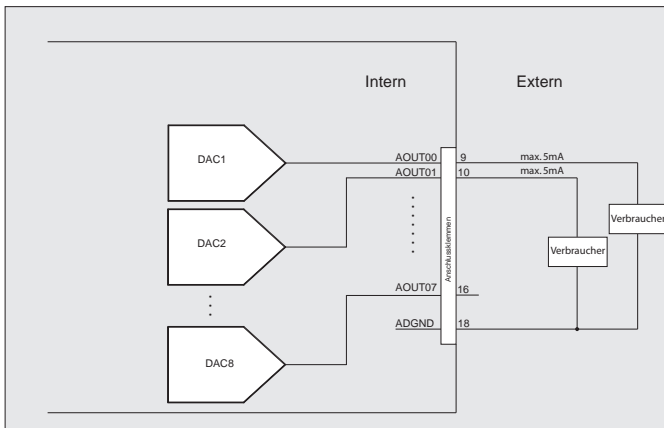 Intern Extern
DAC1
AOUT00 9 max. 5mA
AOUT01 10 max. 5mA
DAC2
Verbraucher
Verbraucher
Anschlussklemmen
AOUT07 16
ADGND 18
DAC8